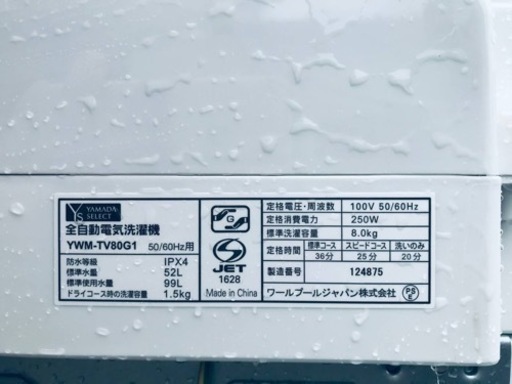 YS YAMADA SELECT
全自動電気洗濯機
YWM-TV80G1 50/60Hz用
防水等級 IPX4
標準水量 52L
標準使用水量 99L
ドライコース時の洗濯容量 1.5kg
G
S
JET
1628
Made in China
定格電圧・周波数 100V 50/60Hz
定格消費電力 250W
標準洗濯容量 8.0kg
定格時間 標準コース スピードコース 洗いのみ
36分 25分 20分
製造番号 124875
ワールプールジャパン株式会社 PSE